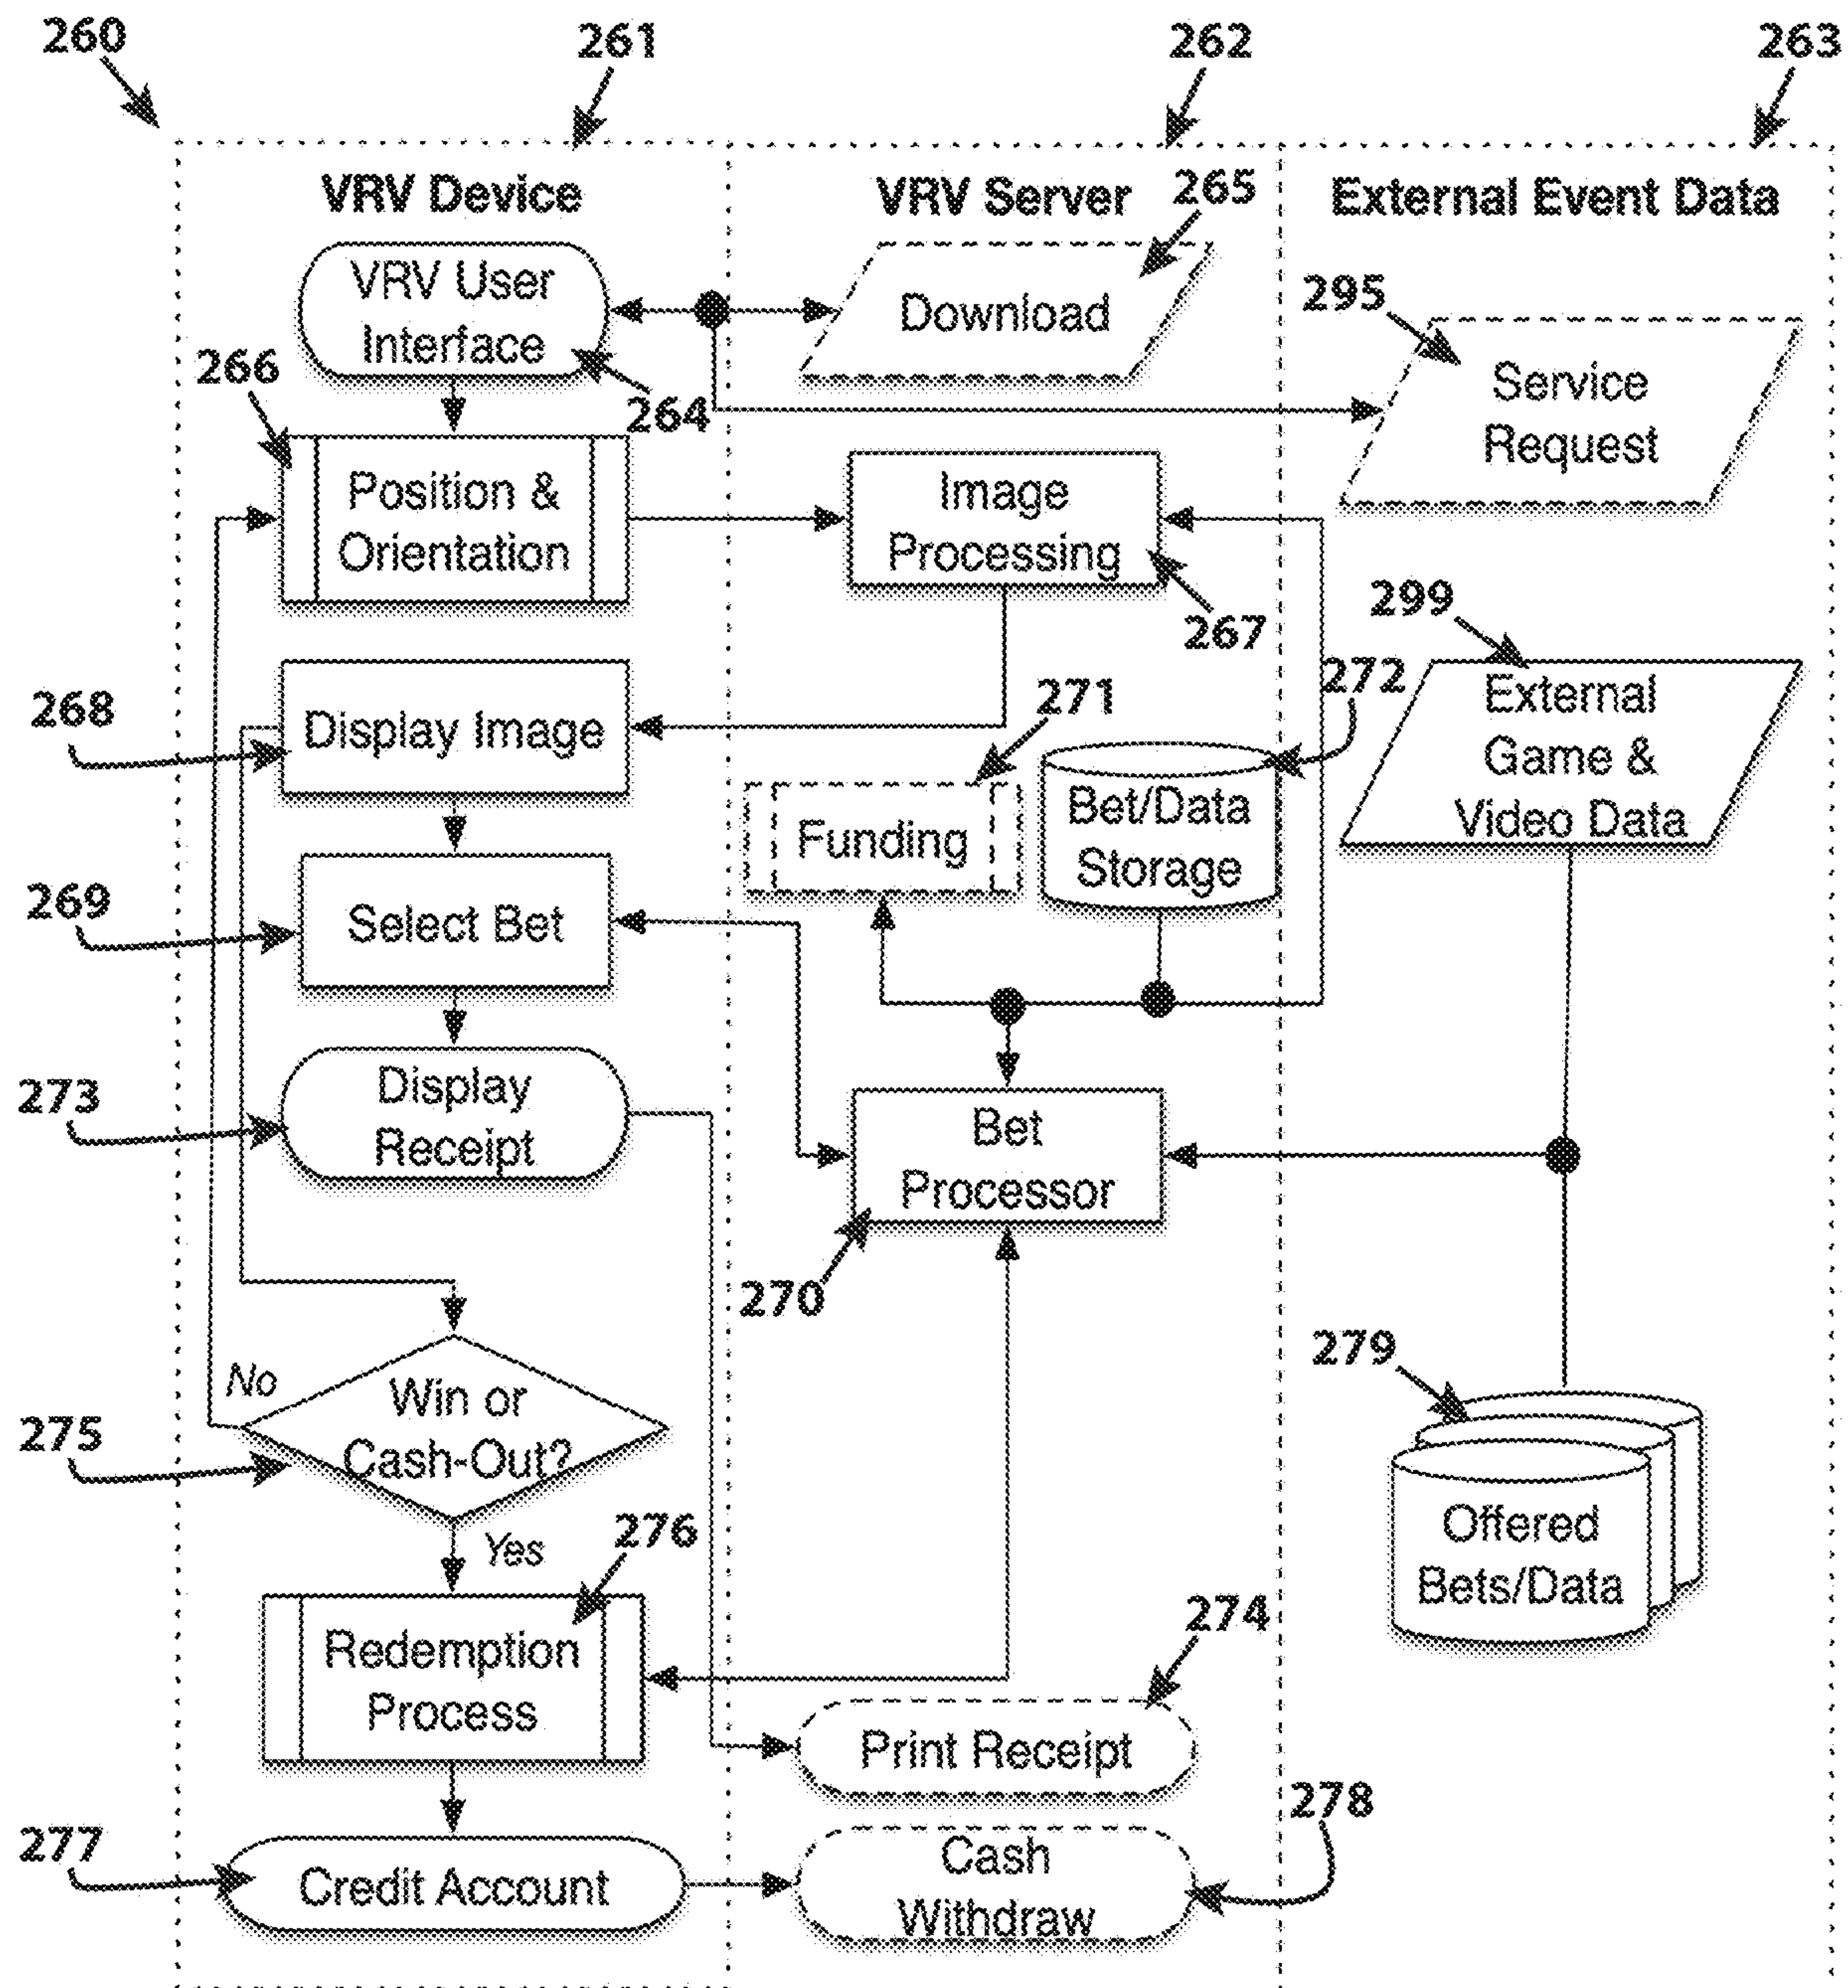 260
261
262
263
VRV Device
VRV Server
External Event Data
265
VRV User
Interface
Download
295
266
264
Service
Request
Position &
Orientation
Image
Processing
267
299
268
Display Image
271
272
External
Game &
Video Data
Funding
Bet/Data
Storage
269
Select Bet
273
Display
Receipt
Bet
Processor
270
279
No
Win or
Cash-Out?
275
Yes
276
Offered
Bets/Data
Redemption
Process
274
Print Receipt
278
277
Credit Account
Cash
Withdraw